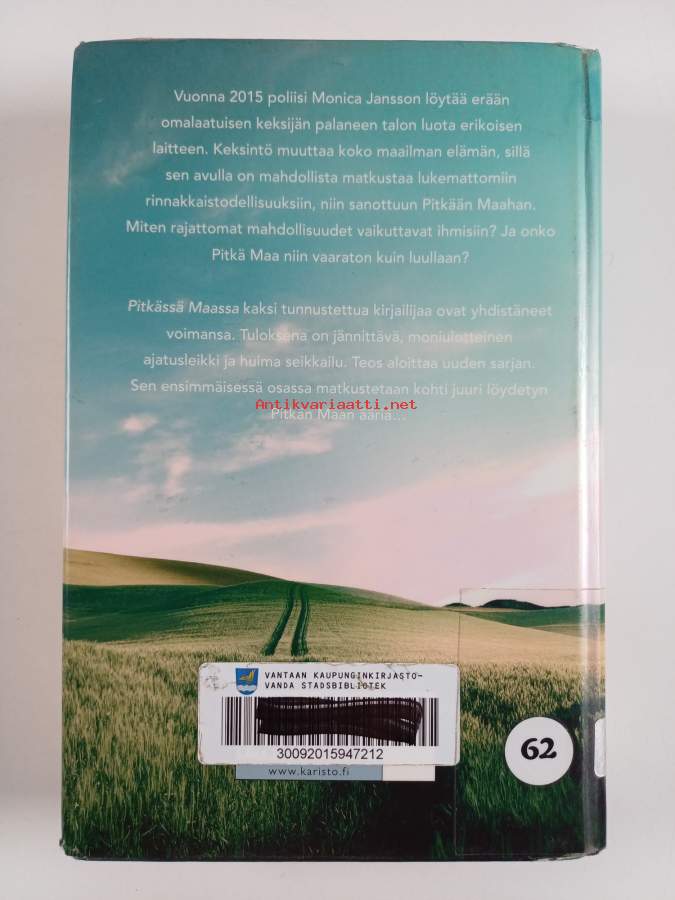 Vuonna 2015 poliisi Monica Jansson löytää erään
omalaatuisen keksijän palaneen talon luota erikoisen
laitteen. Keksintö muuttaa koko maailman elämän, sillä
sen avulla on mahdollista matkustaa lukemattomiin
rinnakkaistodellisuuksiin, niin sanottuun Pitkään Maahan.
Miten rajattomat mahdollisuudet vaikuttavat ihmisiin? Ja onko
Pitkä Maa niin vaaraton kuin luullaan?
Pitkässä Maassa kaksi tunnustettua kirjailijaa ovat yhdistäneet
voimansa. Tuloksena on jännittävä, moniulotteinen
ajatusleikki ja huima seikkailu. Teos aloittaa uuden sarjan.
Sen ensimmäisessä osassa matkustetaan kohti juuri löydetyn
Antikvariaatti.net
Pitkän Maan ääriä...
VANTAAN KAUPUNGINKIRJASTO-
VANDA STADSBIBLIOTEK
30092015947212
62
www.karisto.fi